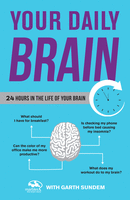 YOUR DAILY
BRAIN
24 HOURS IN THE LIFE OF YOUR BRAIN
What should
I have for breakfast?
Is checking my phone
before bed causing
my insomnia?
Can the color of my
office make me more
productive?
What does my
workout do to my brain?
WITH GARTH SUNDEM